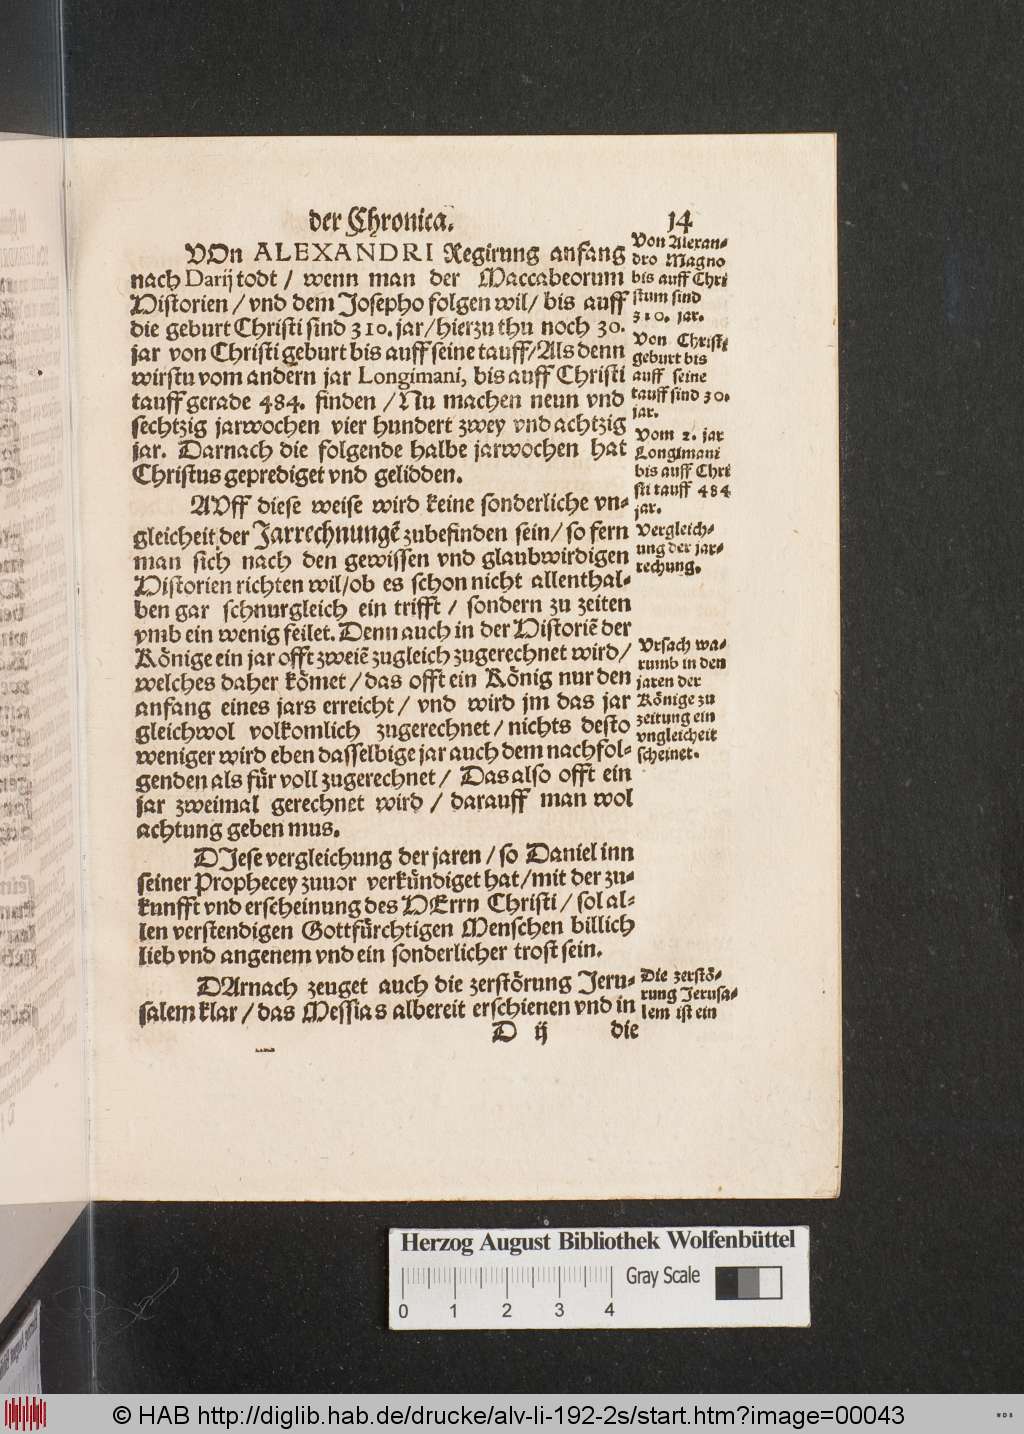 der Chronica. 14
VOn ALEXANDRI Regirung anfang
nach Darij todt / wenn man der Maccabeorum
Historien / vnd dem Josepho folgen wil / bis auff
die geburt Christi sind 310. jar / hierzu thu noch 30.
jar von Christi geburt bis auff seine tauff / Als denn
wirstu vom andern jar Longimani, bis auff Christi
tauff gerade 484. finden / Nu machen neun vnd
sechtzig jarwochen vier hundert zwey vnd achtzig
jar. Darnach die folgende halbe jarwochen hat
Christus geprediget vnd gelidden.
AVff diese weise wird keine sonderliche vn-
gleicheit der Jarrechnungē zubefinden sein / so fern
man sich nach den gewissen vnd glaubwirdigen
Historien richten wil / ob es schon nicht allenthal-
ben gar schnurgleich ein trifft / sondern zu zeiten
vmb ein wenig feilet. Denn auch in der Historiē der
Könige ein jar offt zweiē zugleich zugerechnet wird /
welches daher kömet / das offt ein König nur den
anfang eines jars erreicht / vnd wird jm das jar
gleichwol volkomlich zugerechnet / nichts desto
weniger wird eben dasselbige jar auch dem nachfol-
genden als für voll zugerechnet / Das also offt ein
jar zweimal gerechnet wird / darauff man wol
achtung geben mus.
DIese vergleichung der jaren / so Daniel inn
seiner Prophecey zuuor verkündiget hat / mit der zu-
kunfft vnd erscheinung des HErrn Christi / sol al-
len verstendigen Gottfürchtigen Menschen billich
lieb vnd angenem vnd ein sonderlicher trost sein.
DArnach zeuget auch die zerstörung Jeru-
salem klar / das Messias albereit erschienen vnd in
D ij die
Von Alexan-
dro Magno
bis auff Chri
stum sind
310. jar.
Von Christi
geburt bis
auff seine
tauff sind 30.
jar.
Vom 2. jar
Longimani
bis auff Chri
sti tauff 484
jar.
Vergleich-
ung der jar-
rechung.
Vrsach wa-
rumb in den
jaren der
Könige zu
zeitung ein
vngleicheit
scheinet.
Die zerstö-
rung Jerusa-
lem ist ein
Herzog August Bibliothek Wolfenbüttel
Gray Scale
0 1 2 3 4
© HAB http://diglib.hab.de/drucke/alv-li-192-2s/start.htm?image=00043